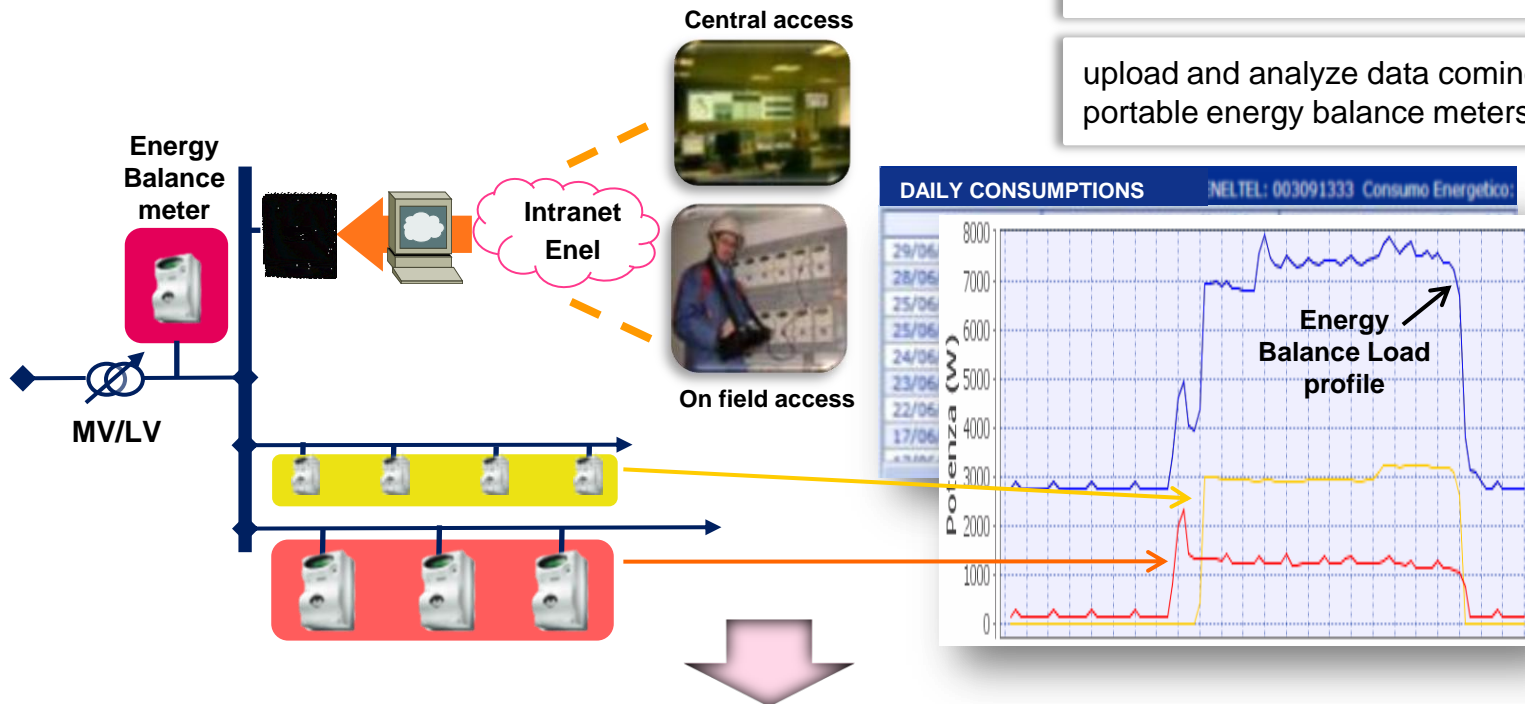 Central access
upload and analyze data comin
portable energy balance meters
Energy
Balance
meter
Intranet
Enel
On field access
MV/LV
DAILY CONSUMPTIONS
ENELTEL: 003091333 Consumo Energetico:
29/06
28/06
25/06
25/06
24/06
23/06
22/06
17/06
Potenza (W)
8000
7000
6000
5000
4000
3000
2000
1000
0
Energy
Balance Load
profile